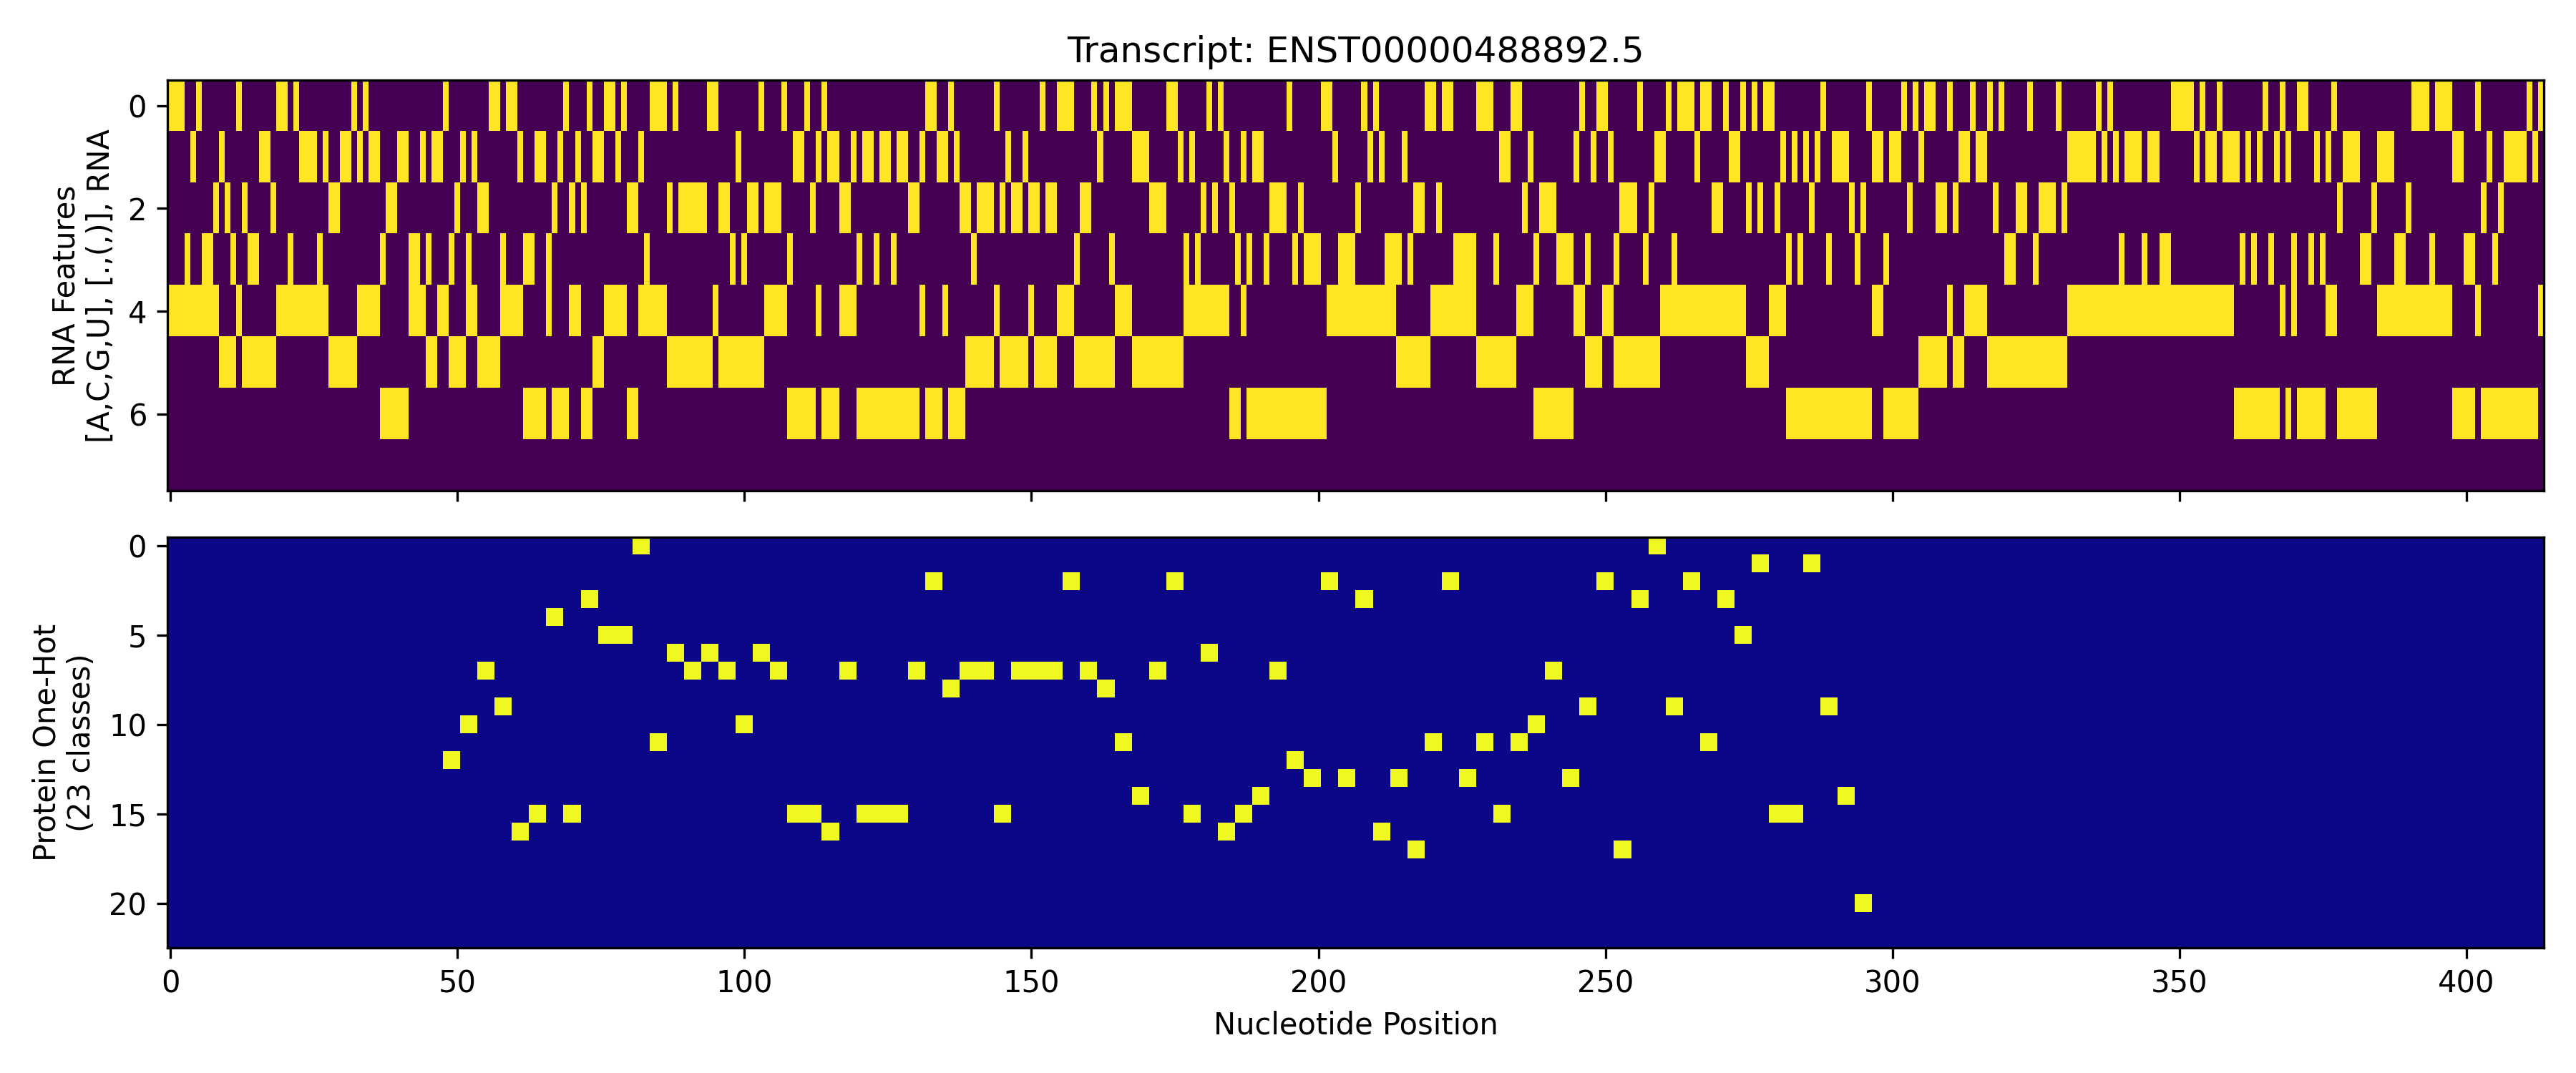 Transcript: ENST00000488892.5
RNA Features
[A,C,G,U], [.,(,)], RNA
0
2
4
6
Protein One-Hot
(23 classes)
0
5
10
15
20
0 50 100 150 200 250 300 350 400
Nucleotide Position